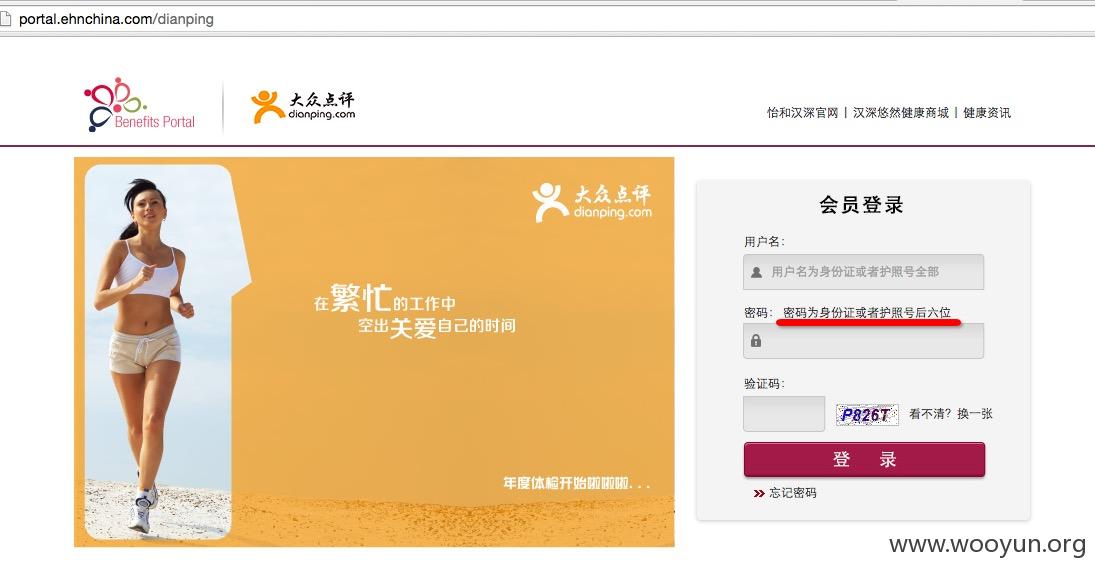 portal.ehnchina.com/dianping
Benefits Portal
大众点评
dianping.com
怡和汉深官网 | 汉深悠然健康商城 | 健康资讯
大众点评
dianping.com
在繁忙的工作中
空出关爱自己的时间
年度体检开始啦啦啦...
会员登录
用户名:
用户名为身份证或者护照号全部
密码: 密码为身份证或者护照号后六位
验证码:
P826T 看不清? 换一张
登 录
忘记密码
www.wooyun.org